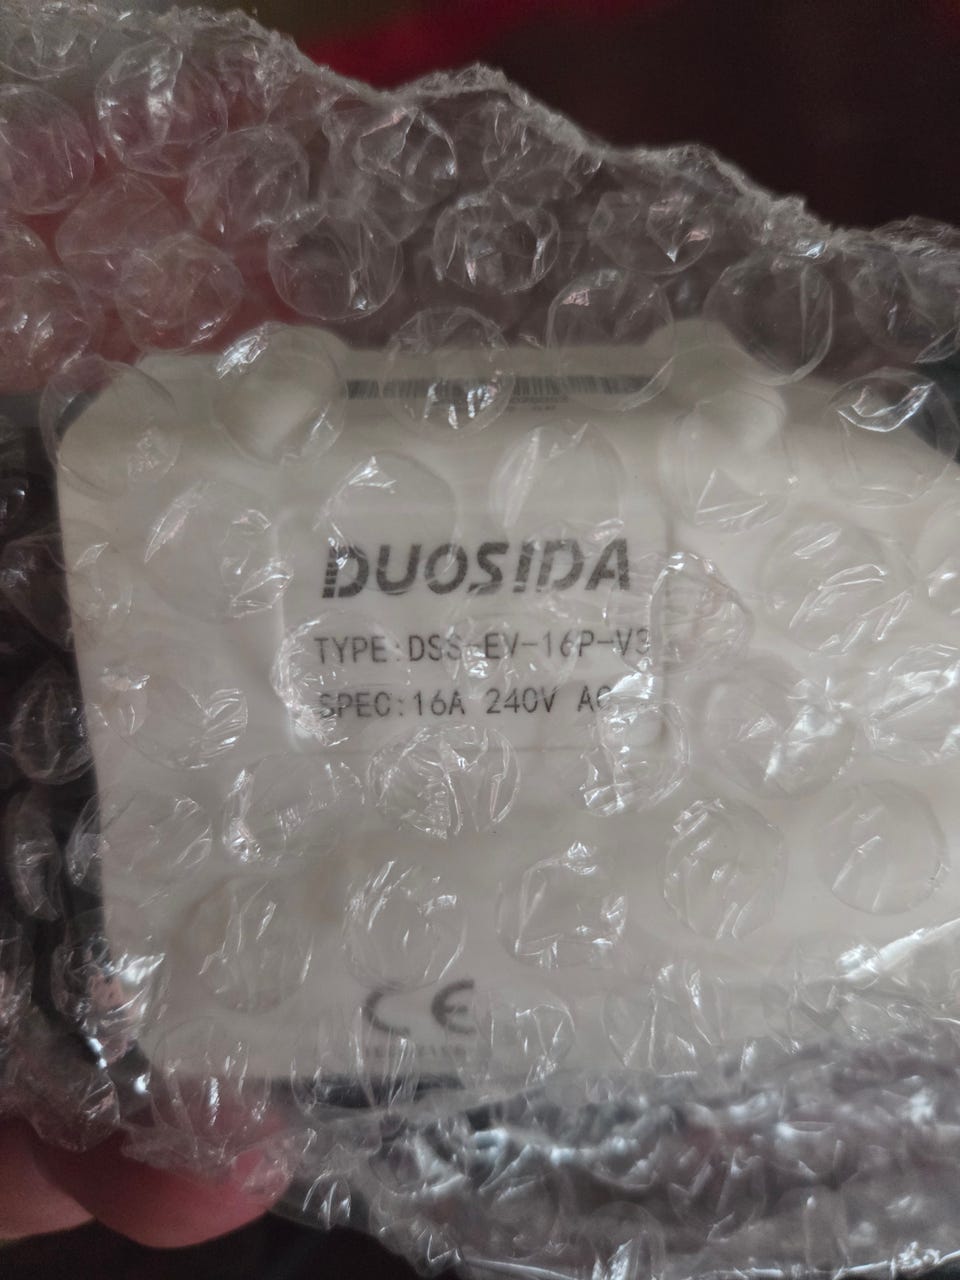 DUOSIDA
TYPE:DSS-EV-16P-V3
SPEC:16A 240V AC
CE